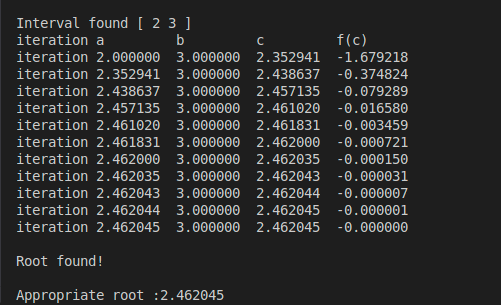 Interval found [ 2 3 ]
iteration a b c f(c)
iteration 2.000000 3.000000 2.352941 -1.679218
iteration 2.352941 3.000000 2.438637 -0.374824
iteration 2.438637 3.000000 2.457135 -0.079289
iteration 2.457135 3.000000 2.461020 -0.016580
iteration 2.461020 3.000000 2.461831 -0.003459
iteration 2.461831 3.000000 2.462000 -0.000721
iteration 2.462000 3.000000 2.462035 -0.000150
iteration 2.462035 3.000000 2.462043 -0.000031
iteration 2.462043 3.000000 2.462044 -0.000007
iteration 2.462044 3.000000 2.462045 -0.000001
iteration 2.462045 3.000000 2.462045 -0.000000
Root found!
Appropriate root :2.462045